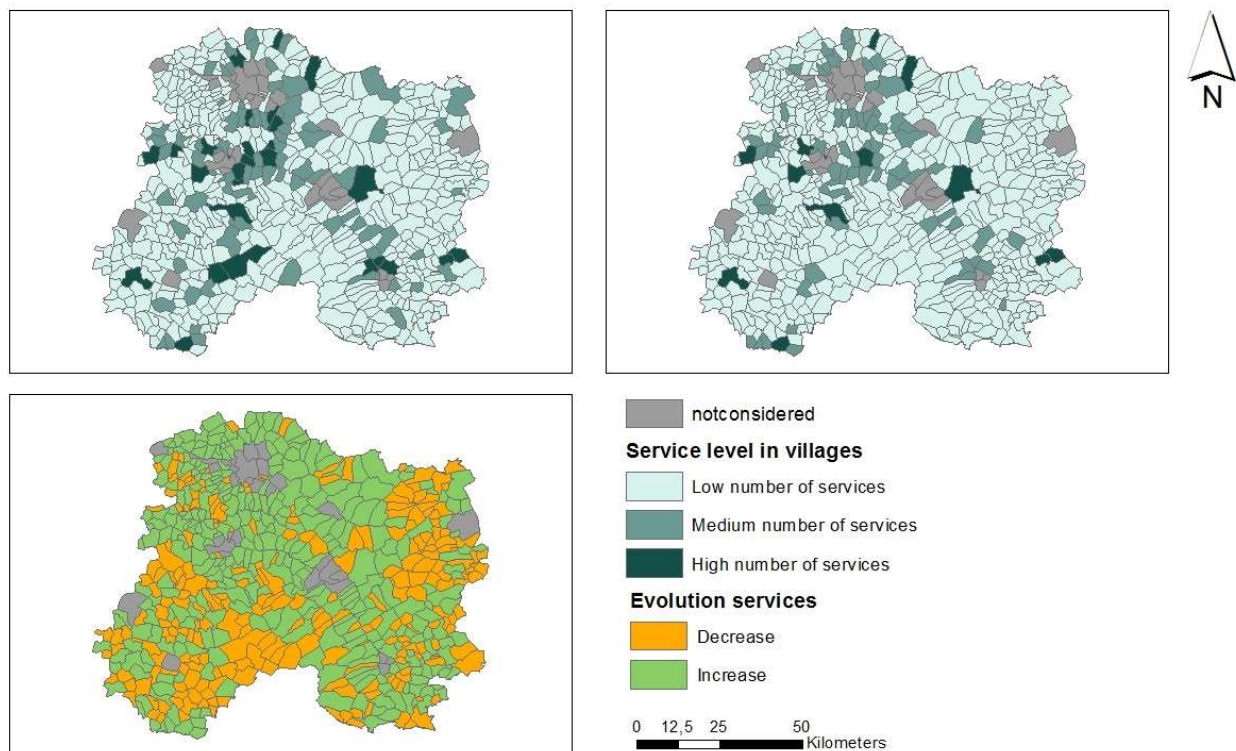 N
notconsidered
Service level in villages
Low number of services
Medium number of services
High number of services
Evolution services
Decrease
Increase
0 12,5 25 50
Kilometers